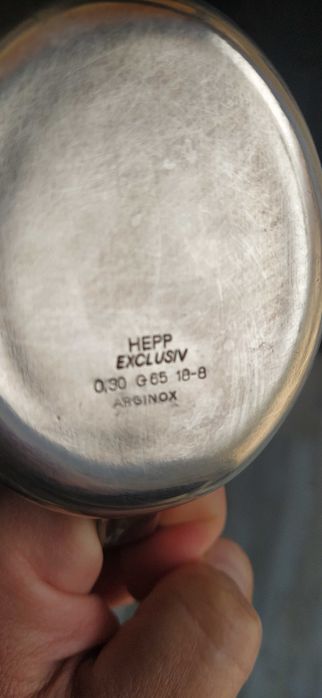 HEPP
EXCLUSIV
0,30 G65 18-8
ARGINOX